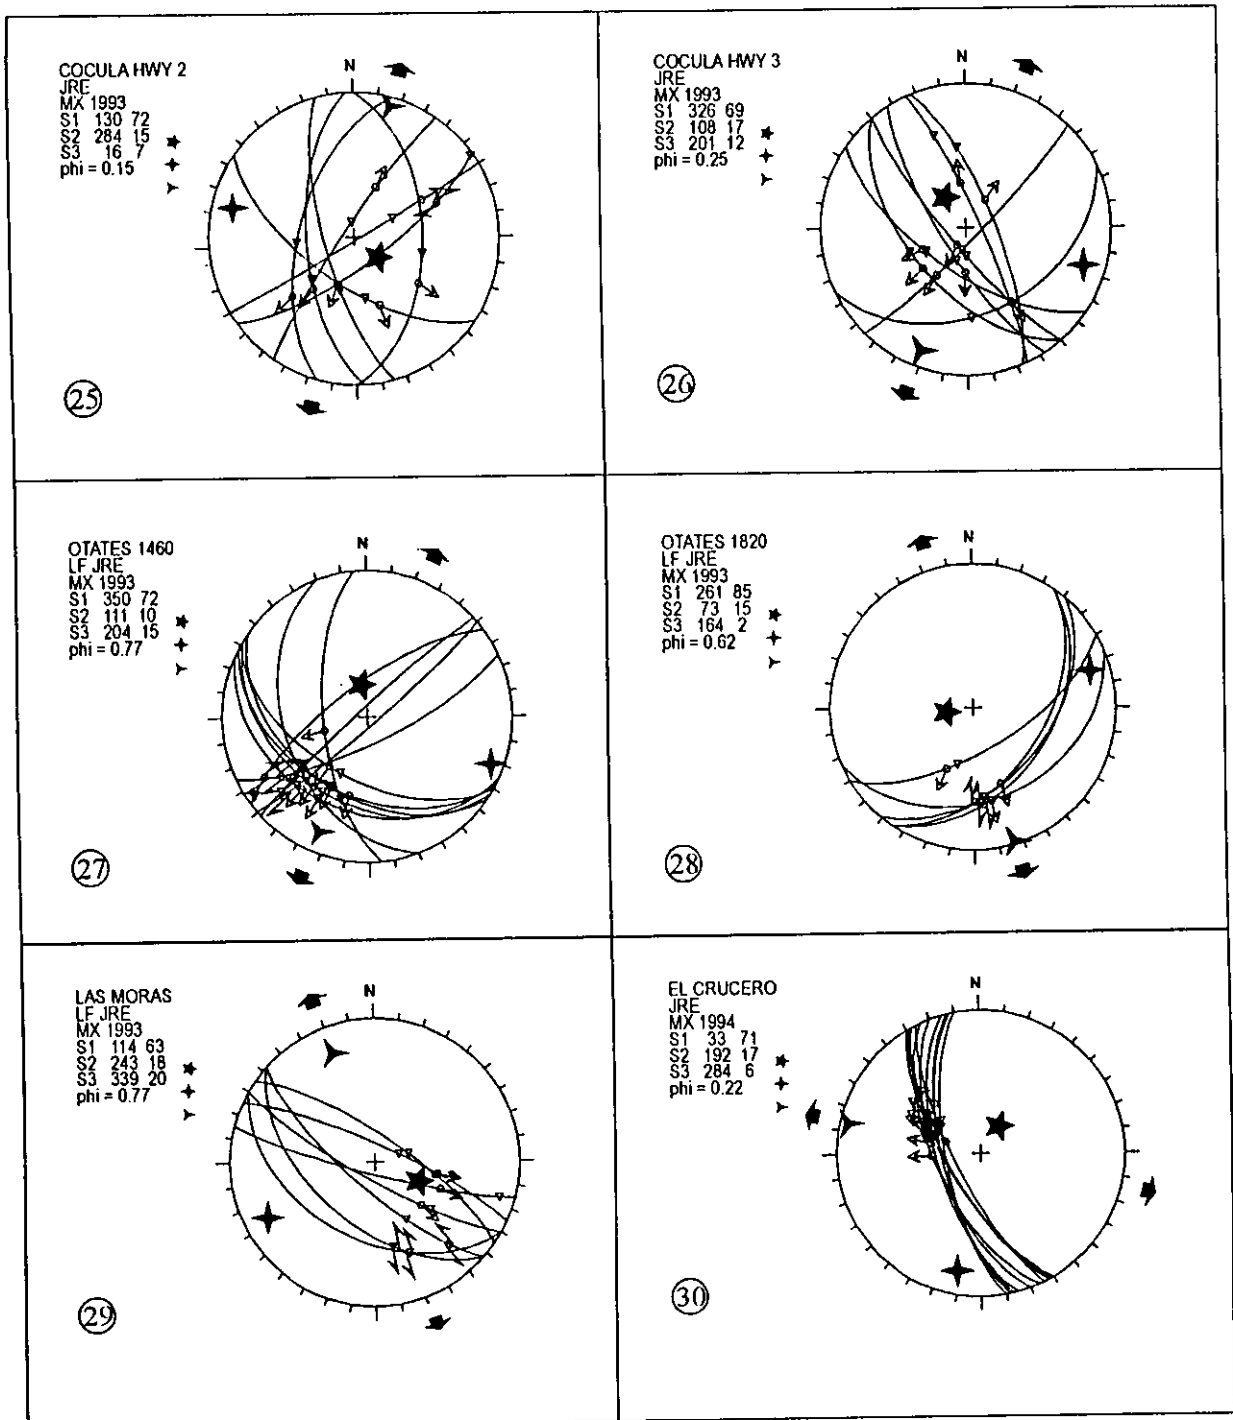 COCULA HWY 2
JRE
MX 1993
S1 130 72
S2 284 15
S3 16 7
phi = 0.15
N
25
COCULA HWY 3
JRE
MX 1993
S1 326 69
S2 108 17
S3 201 12
phi = 0.25
N
26
OTATES 1460
LF JRE
MX 1993
S1 350 72
S2 111 10
S3 204 15
phi = 0.77
N
27
OTATES 1820
LF JRE
MX 1993
S1 261 85
S2 73 15
S3 164 2
phi = 0.62
N
28
LAS MORAS
LF JRE
MX 1993
S1 114 63
S2 243 18
S3 339 20
phi = 0.77
N
29
EL CRUCERO
JRE
MX 1994
S1 33 71
S2 192 17
S3 284 6
phi = 0.22
N
30